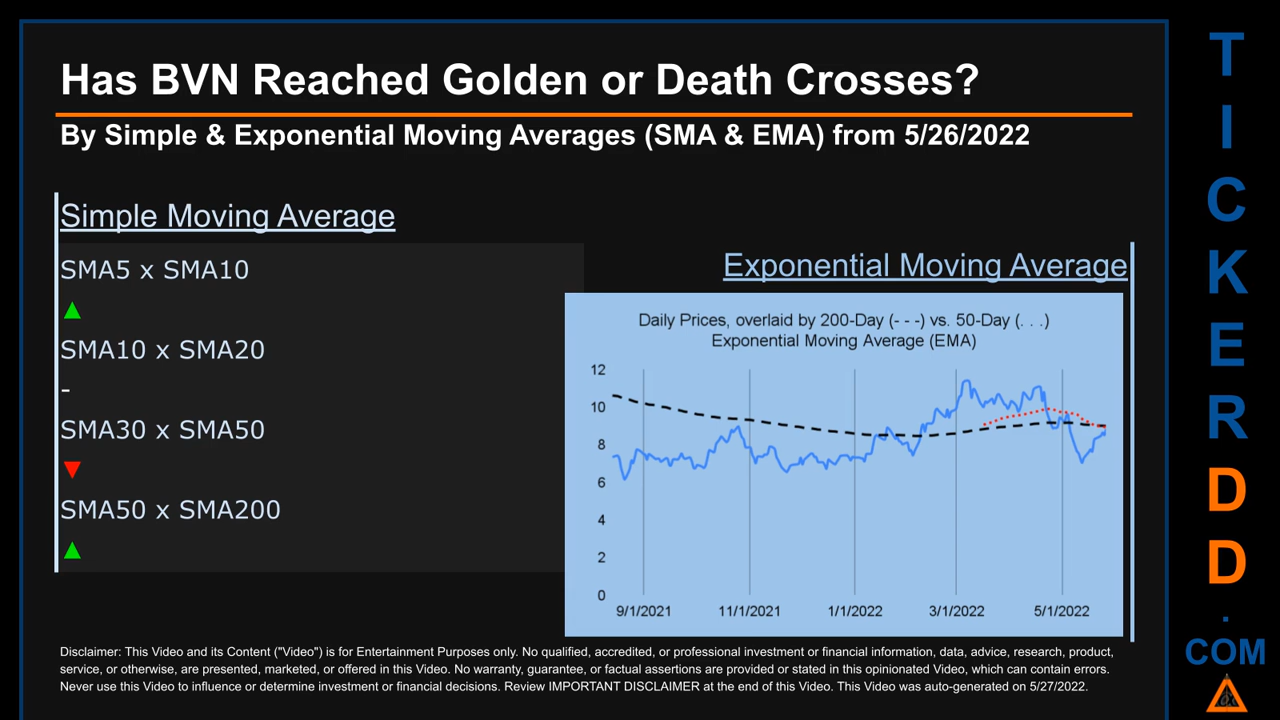 Has BVN Reached Golden or Death Crosses?
By Simple & Exponential Moving Averages (SMA & EMA) from 5/26/2022
Simple Moving Average
SMA5 x SMA10
▲
SMA10 x SMA20
-
SMA30 x SMA50
▼
SMA50 x SMA200
▲
Exponential Moving Average
Daily Prices, overlaid by 200-Day (- - -) vs. 50-Day (. . .)
Exponential Moving Average (EMA)
12
10
8
6
4
2
0
9/1/2021 11/1/2021 1/1/2022 3/1/2022 5/1/2022
Disclaimer: This Video and its Content ("Video") is for Entertainment Purposes only. No qualified, accredited, or professional investment or financial information, data, advice, research, product,
service, or otherwise, are presented, marketed, or offered in this Video. No warranty, guarantee, or factual assertions are provided or stated in this opinionated Video, which can contain errors.
Never use this Video to influence or determine investment or financial decisions. Review IMPORTANT DISCLAIMER at the end of this Video. This Video was auto-generated on 5/27/2022.
T
I
C
K
E
R
D
D
.
COM